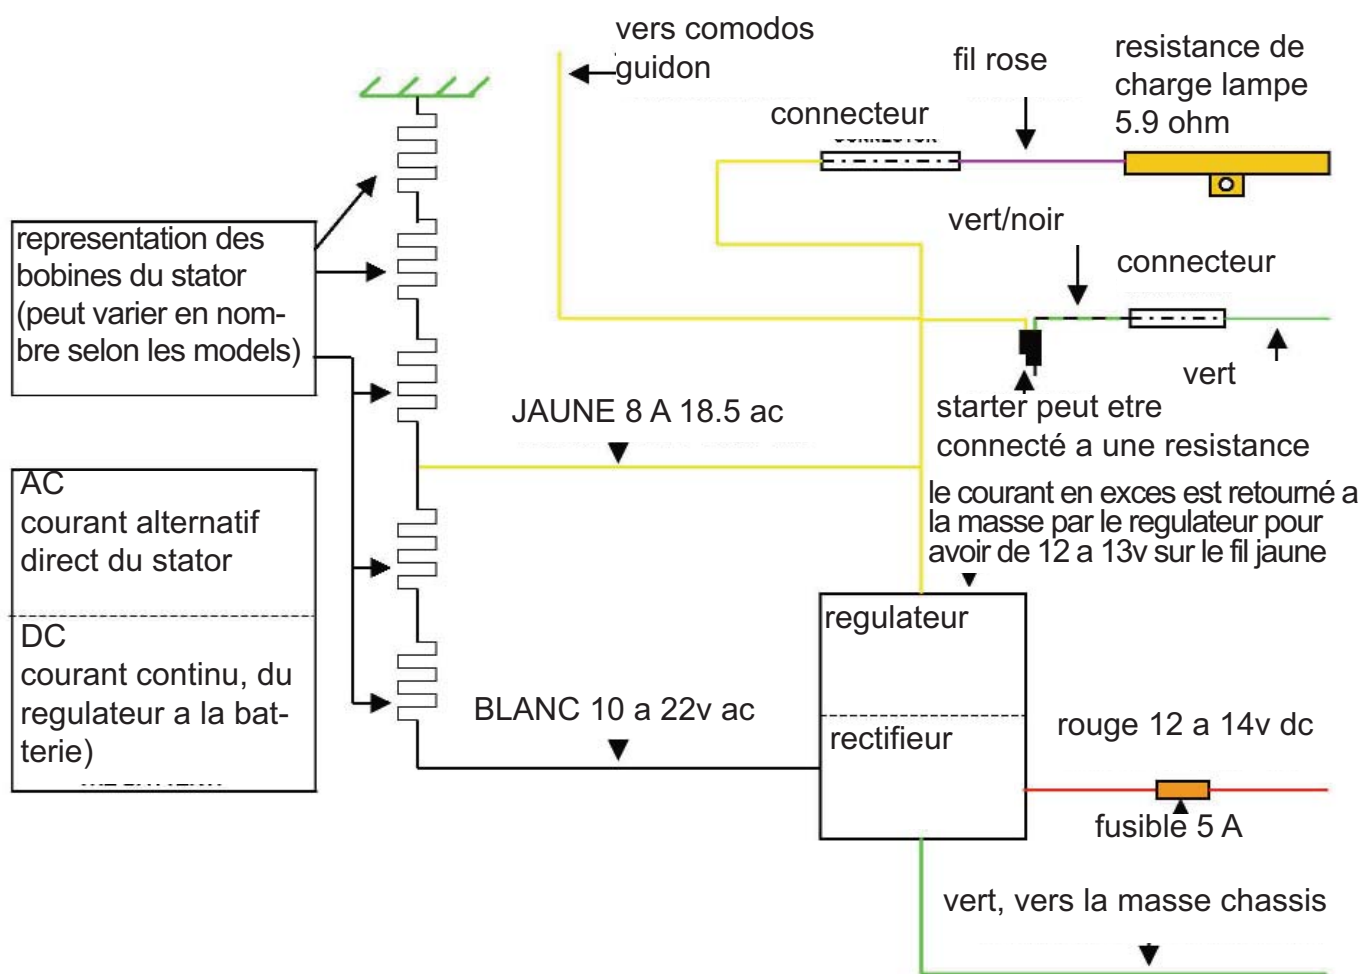 vers comodos
guidon
fil rose
resistance de
charge lampe
5.9 ohm
connecteur
vert/noir
connecteur
representation des
bobines du stator
(peut varier en nom-
bre selon les models)
vert
JAUNE 8 A 18.5 ac
starter peut etre
connecté a une resistance
AC
courant alternatif
direct du stator
le courant en exces est retourné a
la masse par le regulateur pour
avoir de 12 a 13v sur le fil jaune
DC
courant continu, du
regulateur a la bat-
terie)
regulateur
BLANC 10 a 22v ac
rectifieur
rouge 12 a 14v dc
fusible 5 A
vert, vers la masse chassis